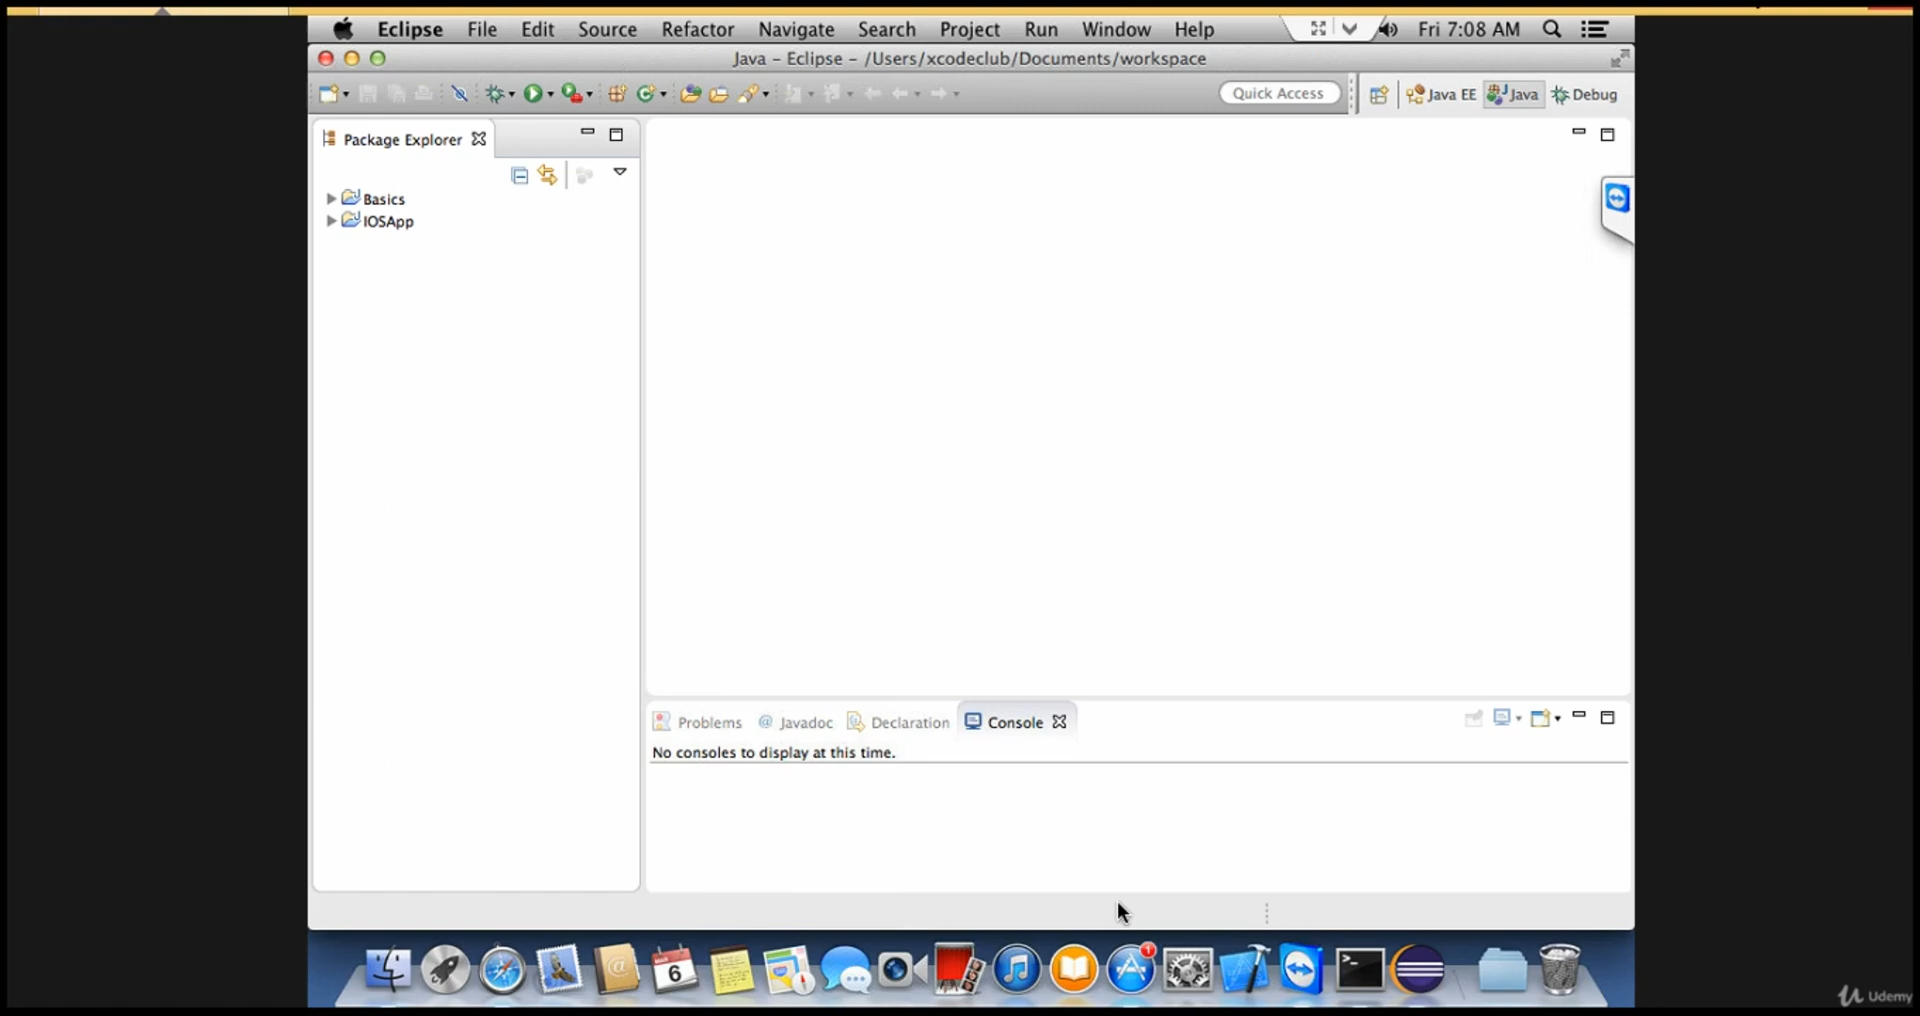 Eclipse File Edit Source Refactor Navigate Search Project Run Window Help Fri 7:08 AM
Java - Eclipse - /Users/xcodeclub/Documents/workspace
Quick Access Java EE Java Debug
Package Explorer
Basics
IOSApp
Problems @ Javadoc Declaration Console
No consoles to display at this time.
6
1
Udemy